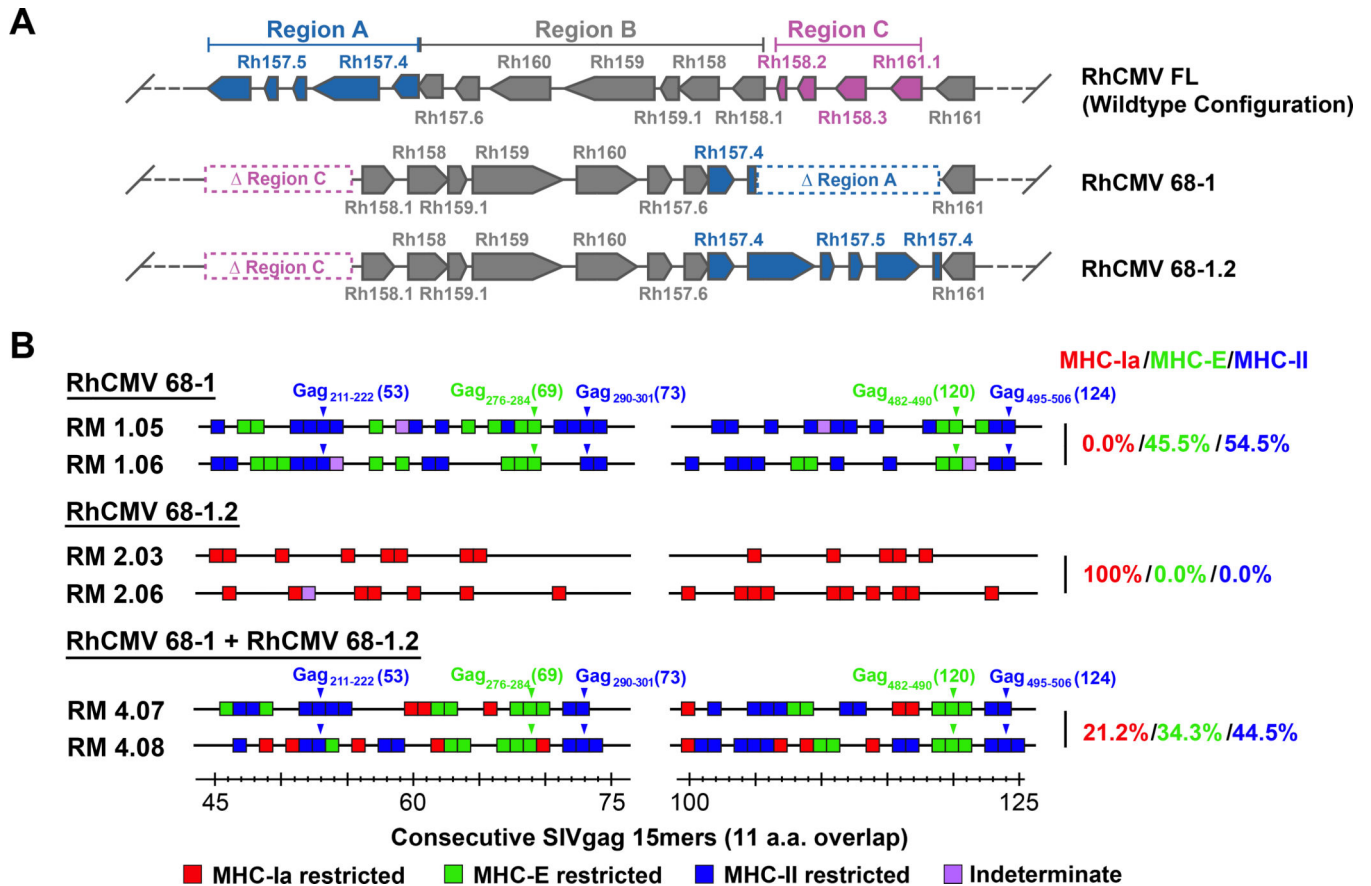 A
Region A Region B Region C
Rh157.5 Rh157.4 Rh160 Rh159 Rh158 Rh158.2 Rh161.1
RhCMV FL
(Wildtype Configuration)
Rh157.6 Rh159.1 Rh158.1 Rh158.3 Rh161
Rh158 Rh159 Rh160 Rh157.4
Δ Region C Δ Region A RhCMV 68-1
Rh158.1 Rh159.1 Rh157.6 Rh161
Rh158 Rh159 Rh160 Rh157.4 Rh157.5 Rh157.4
Δ Region C RhCMV 68-1.2
Rh158.1 Rh159.1 Rh157.6 Rh161
B
MHC-Ia/MHC-E/MHC-II
RhCMV 68-1
Gag211-222 (53) Gag276-284(69) Gag290-301(73) Gag482-490(120) Gag495-506 (124)
RM 1.05
0.0% /45.5% / 54.5%
RM 1.06
RhCMV 68-1.2
RM 2.03
100%/0.0% / 0.0%
RM 2.06
RhCMV 68-1 + RhCMV 68-1.2
Gag211-222 (53) Gag276-284(69) Gag290-301(73) Gag482-490(120) Gag495-506 (124)
RM 4.07
21.2%/34.3%/44.5%
RM 4.08
45 60 75 100 125
Consecutive SIVgag 15mers (11 a.a. overlap)
MHC-Ia restricted MHC-E restricted MHC-II restricted Indeterminate